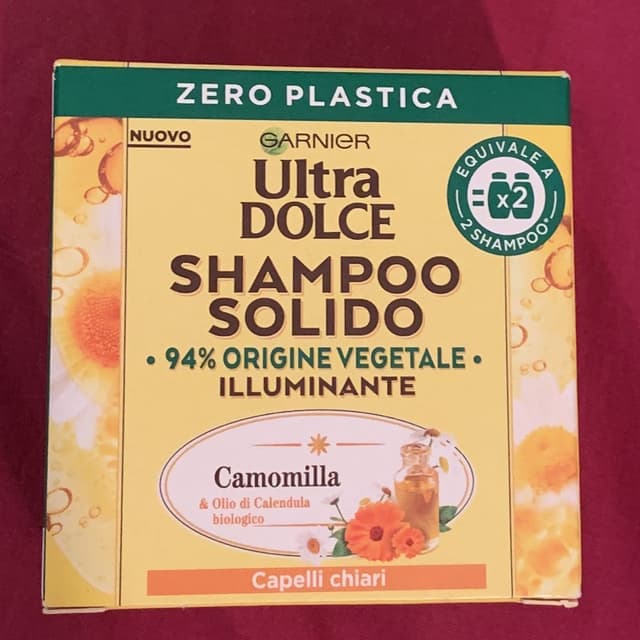 ZERO PLASTICA
NUOVO
GARNIER
Ultra
DOLCE
EQUIVALE A
= x2
2 SHAMPOO*
SHAMPOO
SOLIDO
• 94% ORIGINE VEGETALE •
ILLUMINANTE
Camomilla
& Olio di Calendula
biologico
Capelli chiari